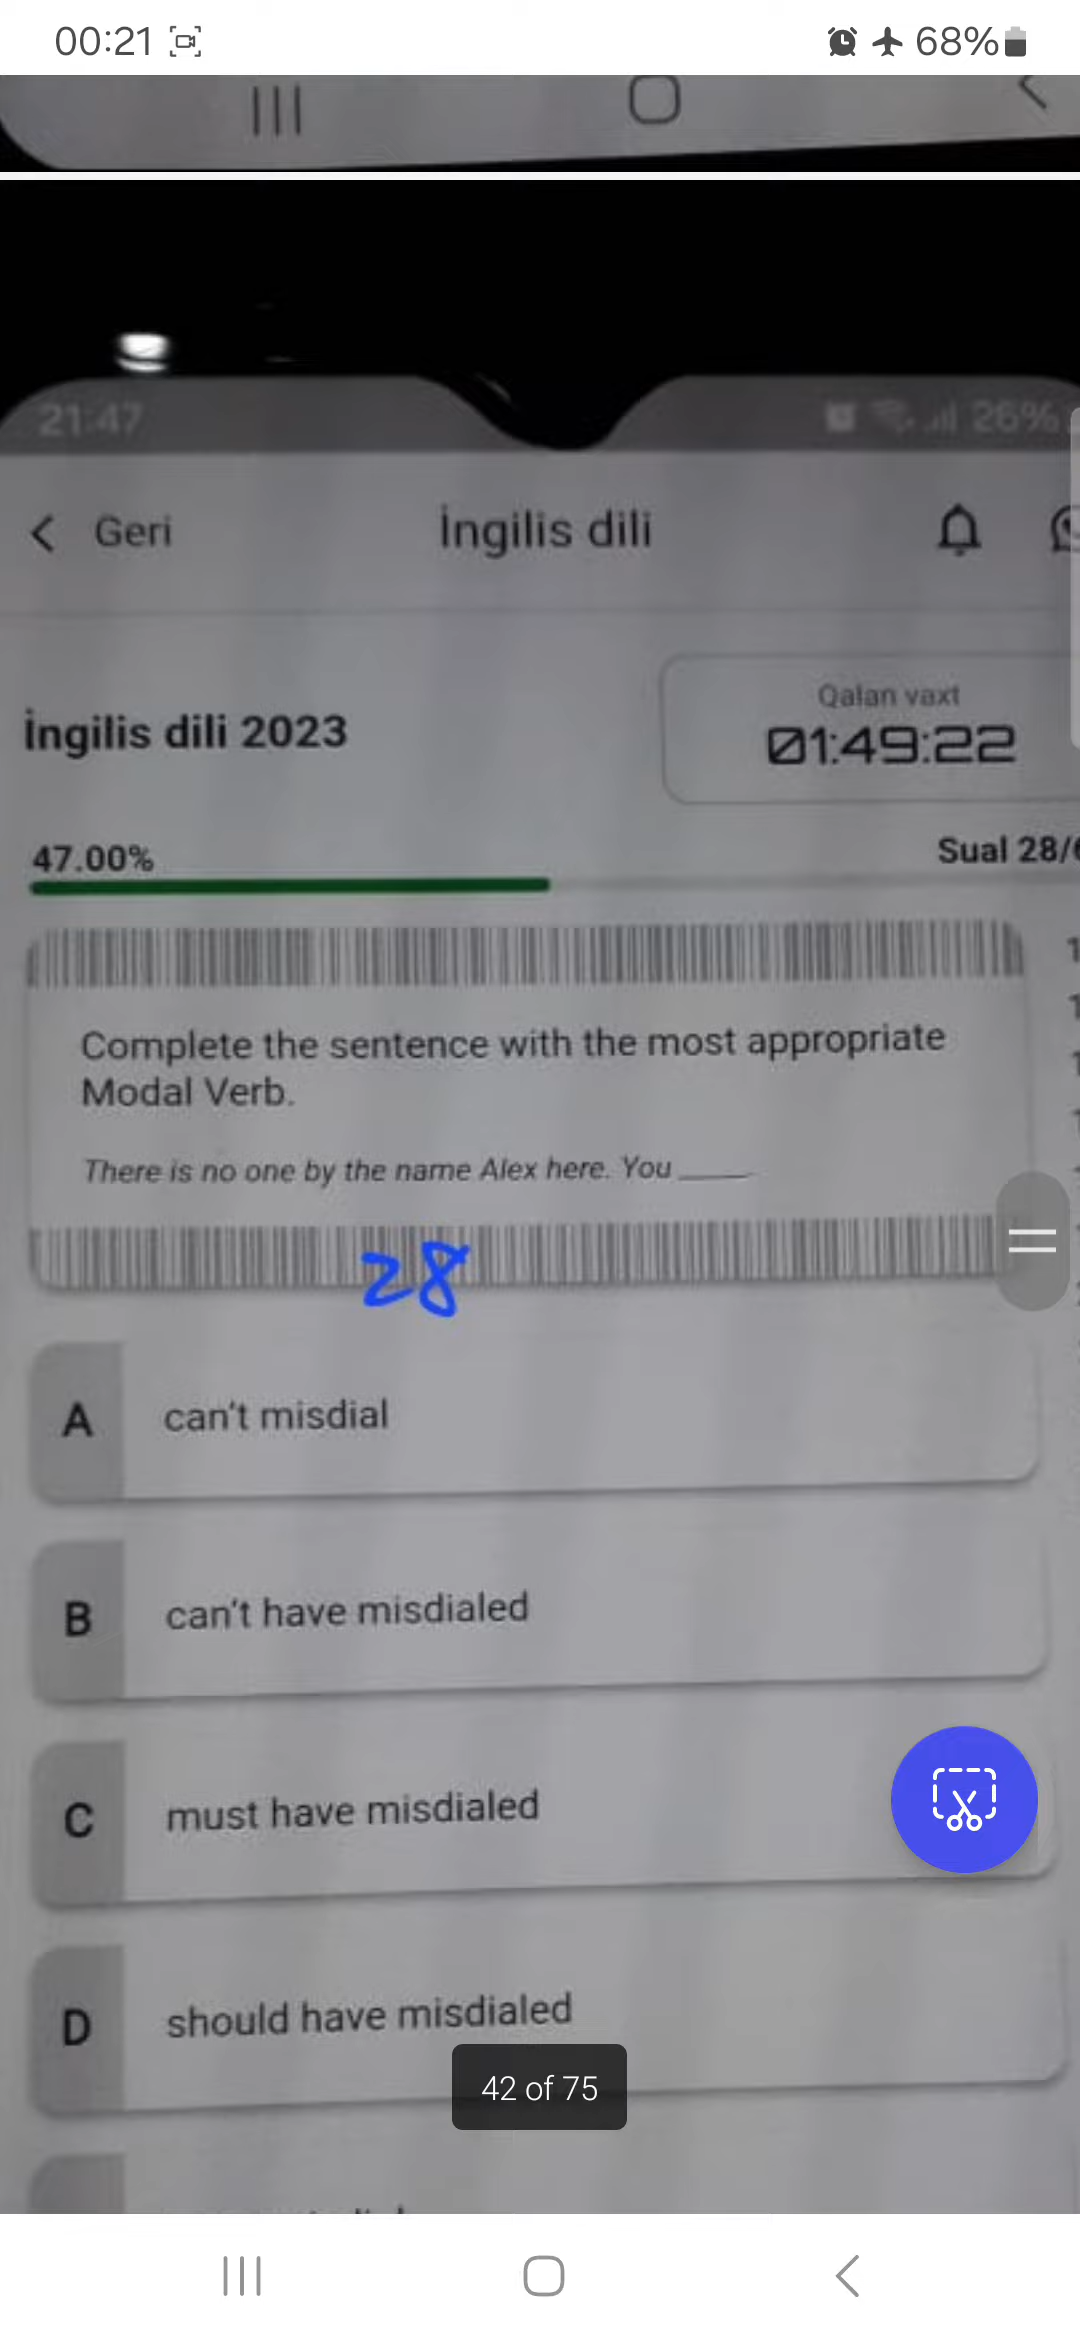 00:21 68%
21:47 26%
Geri İngilis dili
İngilis dili 2023
Qalan vaxt
01:49:22
47.00% Sual 28/
Complete the sentence with the most appropriate
Modal Verb.
There is no one by the name Alex here. You ____
28
A can't misdial
B can't have misdialed
C must have misdialed
D should have misdialed
42 of 75